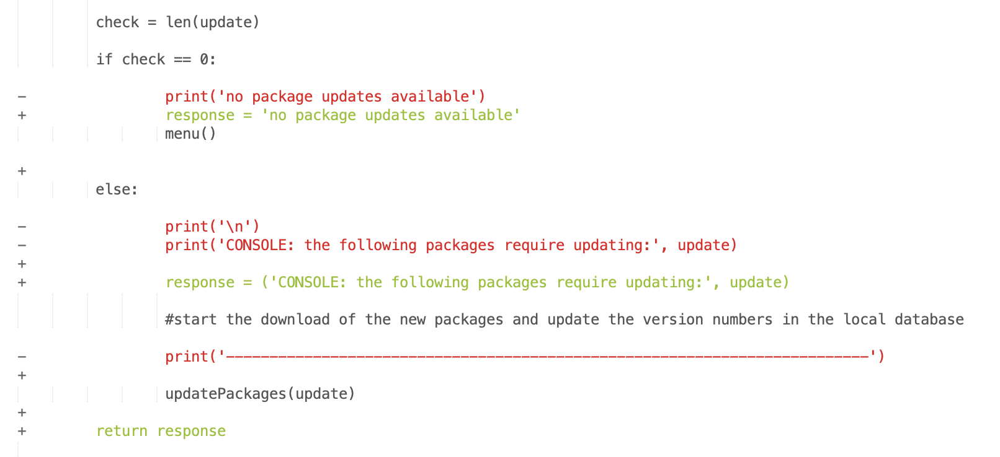 check = len(update)
if check == 0:
- print('no package updates available')
+ response = 'no package updates available'
menu()
+
else:
- print('\n')
- print('CONSOLE: the following packages require updating:', update)
+
+ response = ('CONSOLE: the following packages require updating:', update)
#start the download of the new packages and update the version numbers in the local database
- print('--------------------------------------------------------------------------')
+
updatePackages(update)
+
+ return response